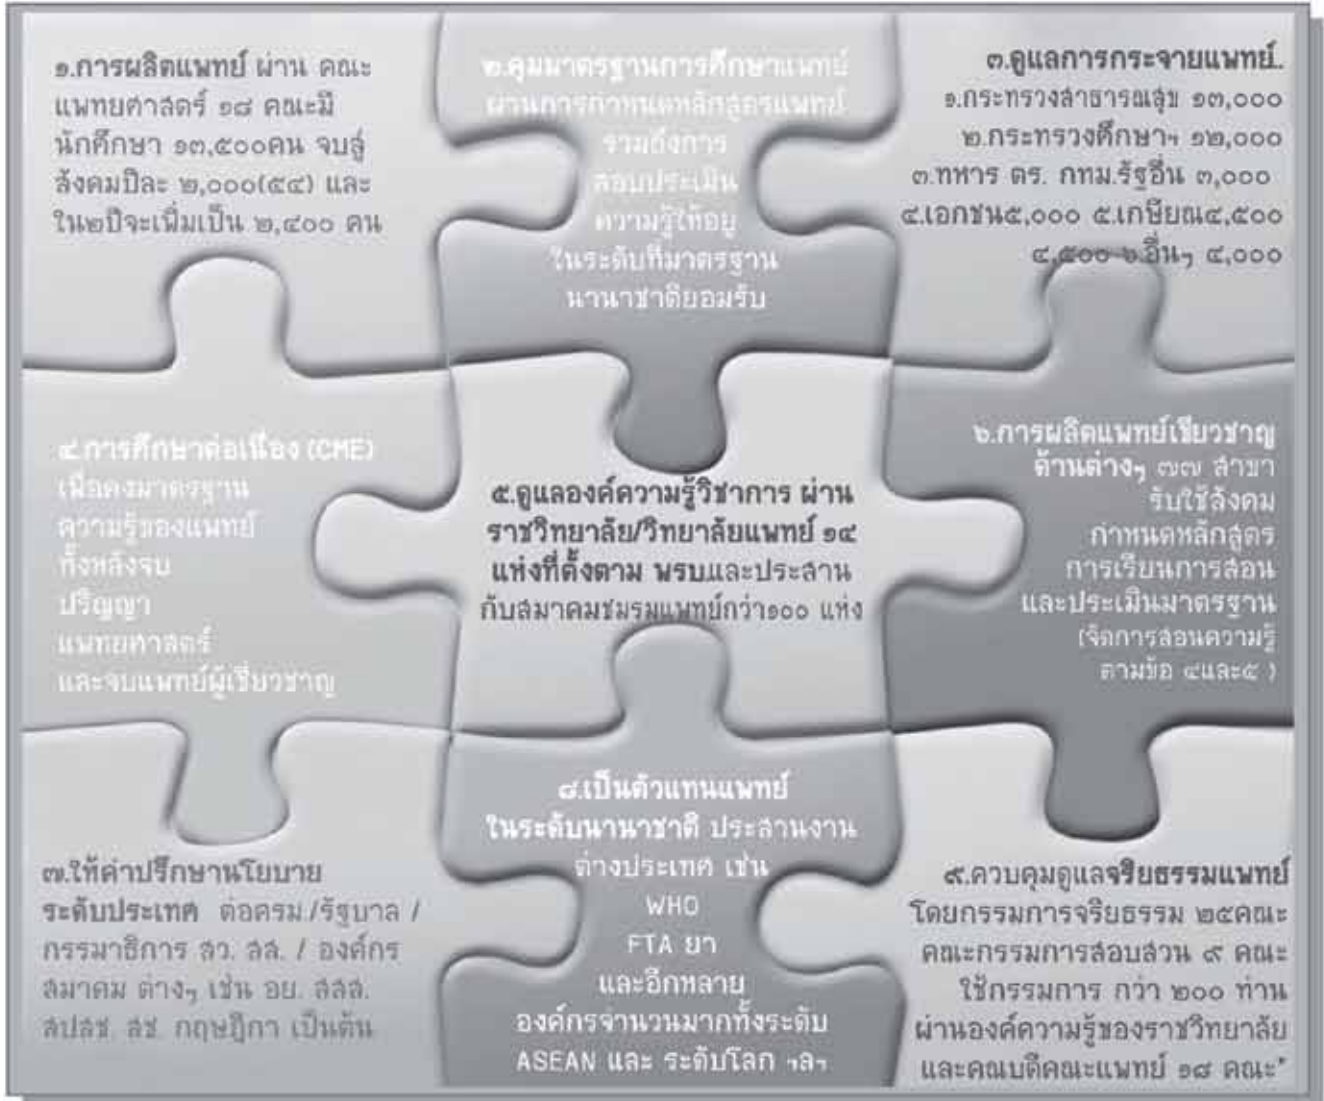 ๑.การผลิตแพทย์ ผ่าน คณะ
แพทยศาสตร์ ๑๘ คณะมี
นักศึกษา ๑๓,๕๐๐คน จบสู่
สังคมปีละ ๒,๐๐๐(๕๔) และ
ใน๒ปีจะเพิ่มเป็น ๒,๔๐๐ คน
๒.คุมมาตรฐานการศึกษาแพทย์
ผ่านการกำหนดหลักสูตรแพทย์
รวมถึงการ
สอบประเมิน
ความรู้ให้อยู่
ในระดับที่มาตรฐาน
นานาชาติยอมรับ
๓.ดูแลการกระจายแพทย์.
๑.กระทรวงสาธารณสุข ๑๓,๐๐๐
๒.กระทรวงศึกษาฯ ๑๒,๐๐๐
๓.ทหาร ตร. กทม.รัฐอื่น ๓,๐๐๐
๔.เอกชน๕,๐๐๐ ๕.เกษียณ๔,๕๐๐
๔,๕๐๐ ๖.อื่นๆ ๔,๐๐๐
๔.การศึกษาต่อเนื่อง (CME)
เพื่อคงมาตรฐาน
ความรู้ของแพทย์
ทั้งหลังจบ
ปริญญา
แพทยศาสตร์
และจบแพทย์ผู้เชี่ยวชาญ
๕.ดูแลองค์ความรู้วิชาการ ผ่าน
ราชวิทยาลัย/วิทยาลัยแพทย์ ๑๔
แห่งที่ตั้งตาม พรบ.และประสาน
กับสมาคมชมรมแพทย์กว่า๑๐๐ แห่ง
๖.การผลิตแพทย์เชี่ยวชาญ
ด้านต่างๆ ๗๗ สาขา
รับใช้สังคม
กำหนดหลักสูตร
การเรียนการสอน
และประเมินมาตรฐาน
(จัดการสอนความรู้
ตามข้อ ๔และ๕ )
๗.ให้คำปรึกษานโยบาย
ระดับประเทศ ต่อครม./รัฐบาล /
กรรมาธิการ สว. สส. / องค์กร
สมาคม ต่างๆ เช่น อย. สสส.
สปสช. สช. กฤษฎีกา เป็นต้น
๘.เป็นตัวแทนแพทย์
ในระดับนานาชาติ ประสานงาน
ต่างประเทศ เช่น
WHO
FTA ยา
และอีกหลาย
องค์กรจำนวนมากทั้งระดับ
ASEAN และ ระดับโลก ฯลฯ
๙.ควบคุมดูแลจริยธรรมแพทย์
โดยกรรมการจริยธรรม ๒๕คณะ
คณะกรรมการสอบสวน ๙ คณะ
ใช้กรรมการ กว่า ๒๐๐ ท่าน
ผ่านองค์ความรู้ของราชวิทยาลัย
และคณบดีคณะแพทย์ ๑๘ คณะ"